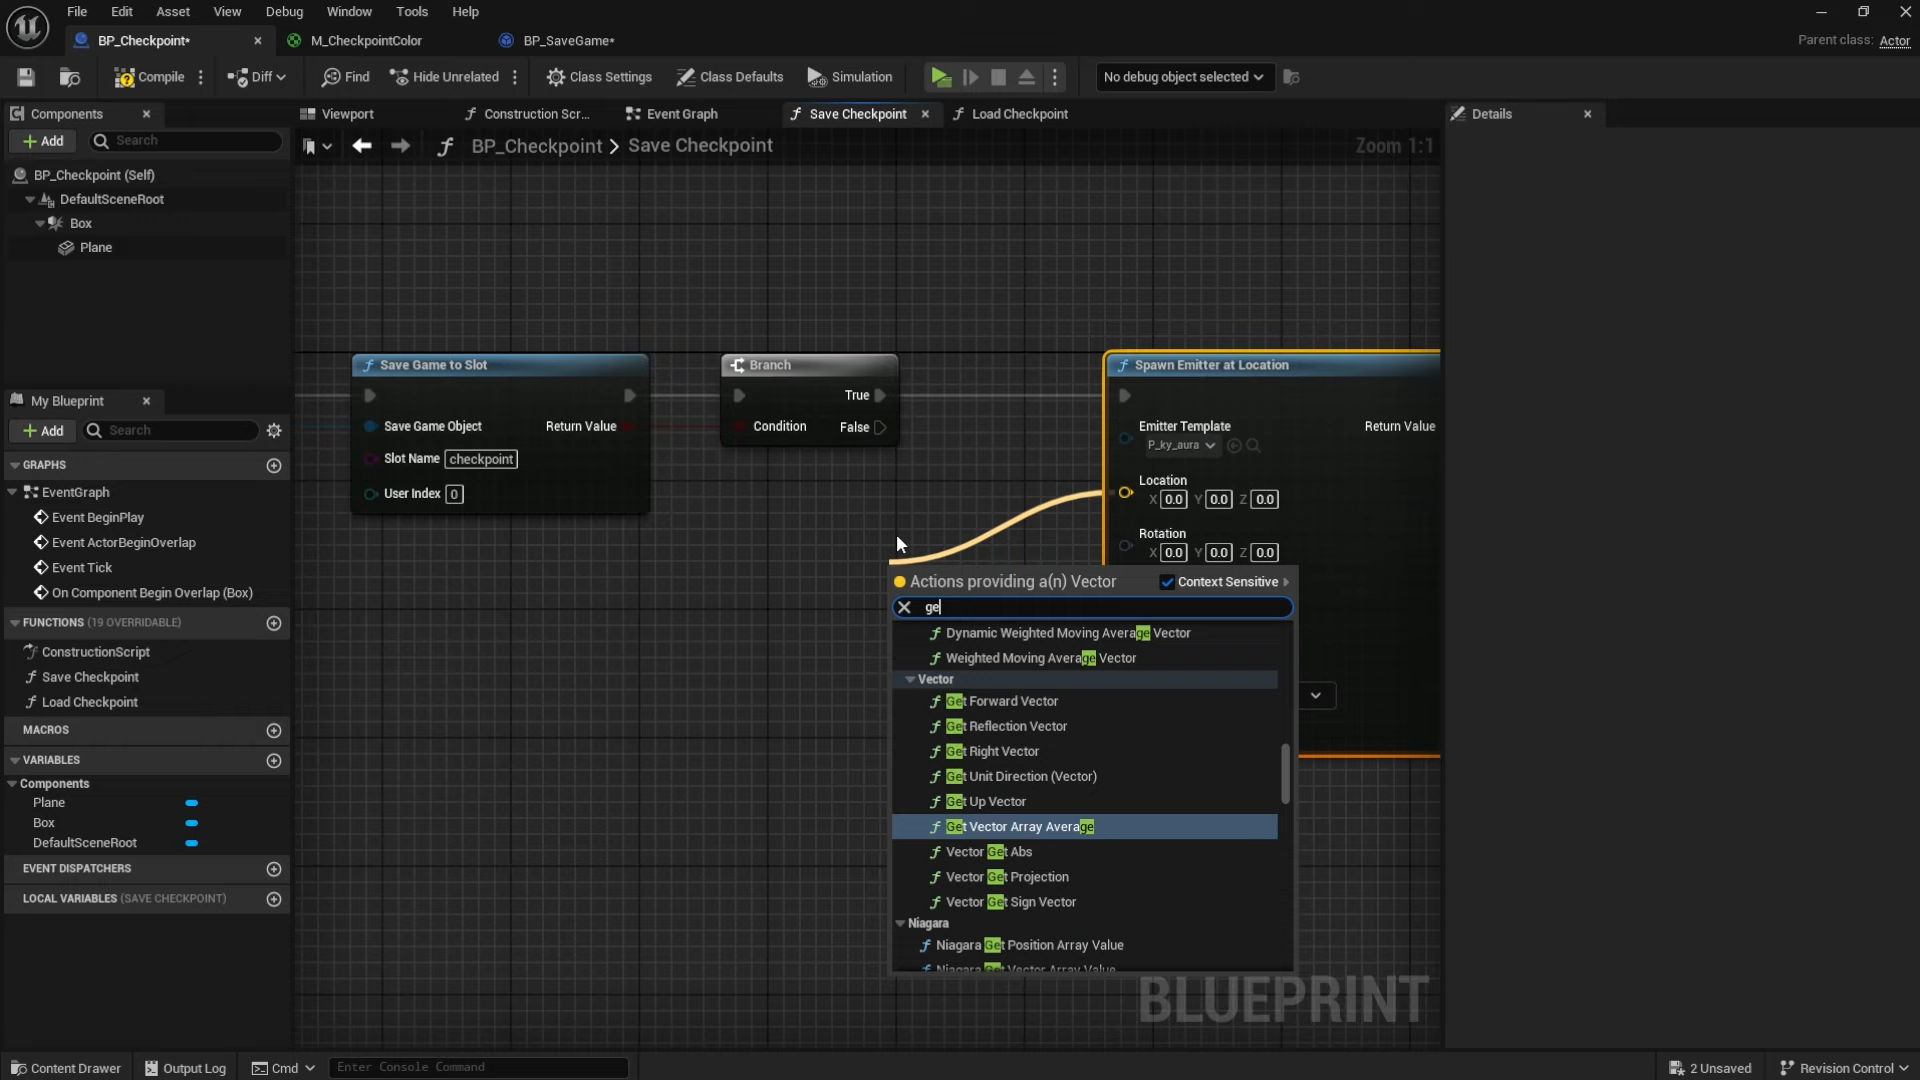 File Edit Asset View Debug Window Tools Help
BP_Checkpoint* M_CheckpointColor BP_SaveGame* Parent class: Actor
Compile Diff Find Hide Unrelated Class Settings Class Defaults Simulation No debug object selected
Components Viewport Construction Scr... Event Graph Save Checkpoint Load Checkpoint Details
Add Search
BP_Checkpoint > Save Checkpoint Zoom 1:1
BP_Checkpoint (Self)
DefaultSceneRoot
Box
Plane
Save Game to Slot
Save Game Object Return Value
Slot Name checkpoint
User Index 0
Branch
True
Condition False
Spawn Emitter at Location
Emitter Template Return Value
P_ky_aura
Location
X 0.0 Y 0.0 Z 0.0
Rotation
X 0.0 Y 0.0 Z 0.0
My Blueprint
Add Search
GRAPHS
EventGraph
Event BeginPlay
Event ActorBeginOverlap
Event Tick
On Component Begin Overlap (Box)
FUNCTIONS (19 OVERRIDABLE)
ConstructionScript
Save Checkpoint
Load Checkpoint
MACROS
VARIABLES
Components
Plane
Box
DefaultSceneRoot
EVENT DISPATCHERS
LOCAL VARIABLES (SAVE CHECKPOINT)
Actions providing a(n) Vector Context Sensitive
ge
Dynamic Weighted Moving Average Vector
Weighted Moving Average Vector
Vector
Get Forward Vector
Get Reflection Vector
Get Right Vector
Get Unit Direction (Vector)
Get Up Vector
Get Vector Array Average
Vector Get Abs
Vector Get Projection
Vector Get Sign Vector
Niagara
Niagara Get Position Array Value
Niagara Get Vector Array Value
BLUEPRINT
Content Drawer Output Log Cmd Enter Console Command 2 Unsaved Revision Control